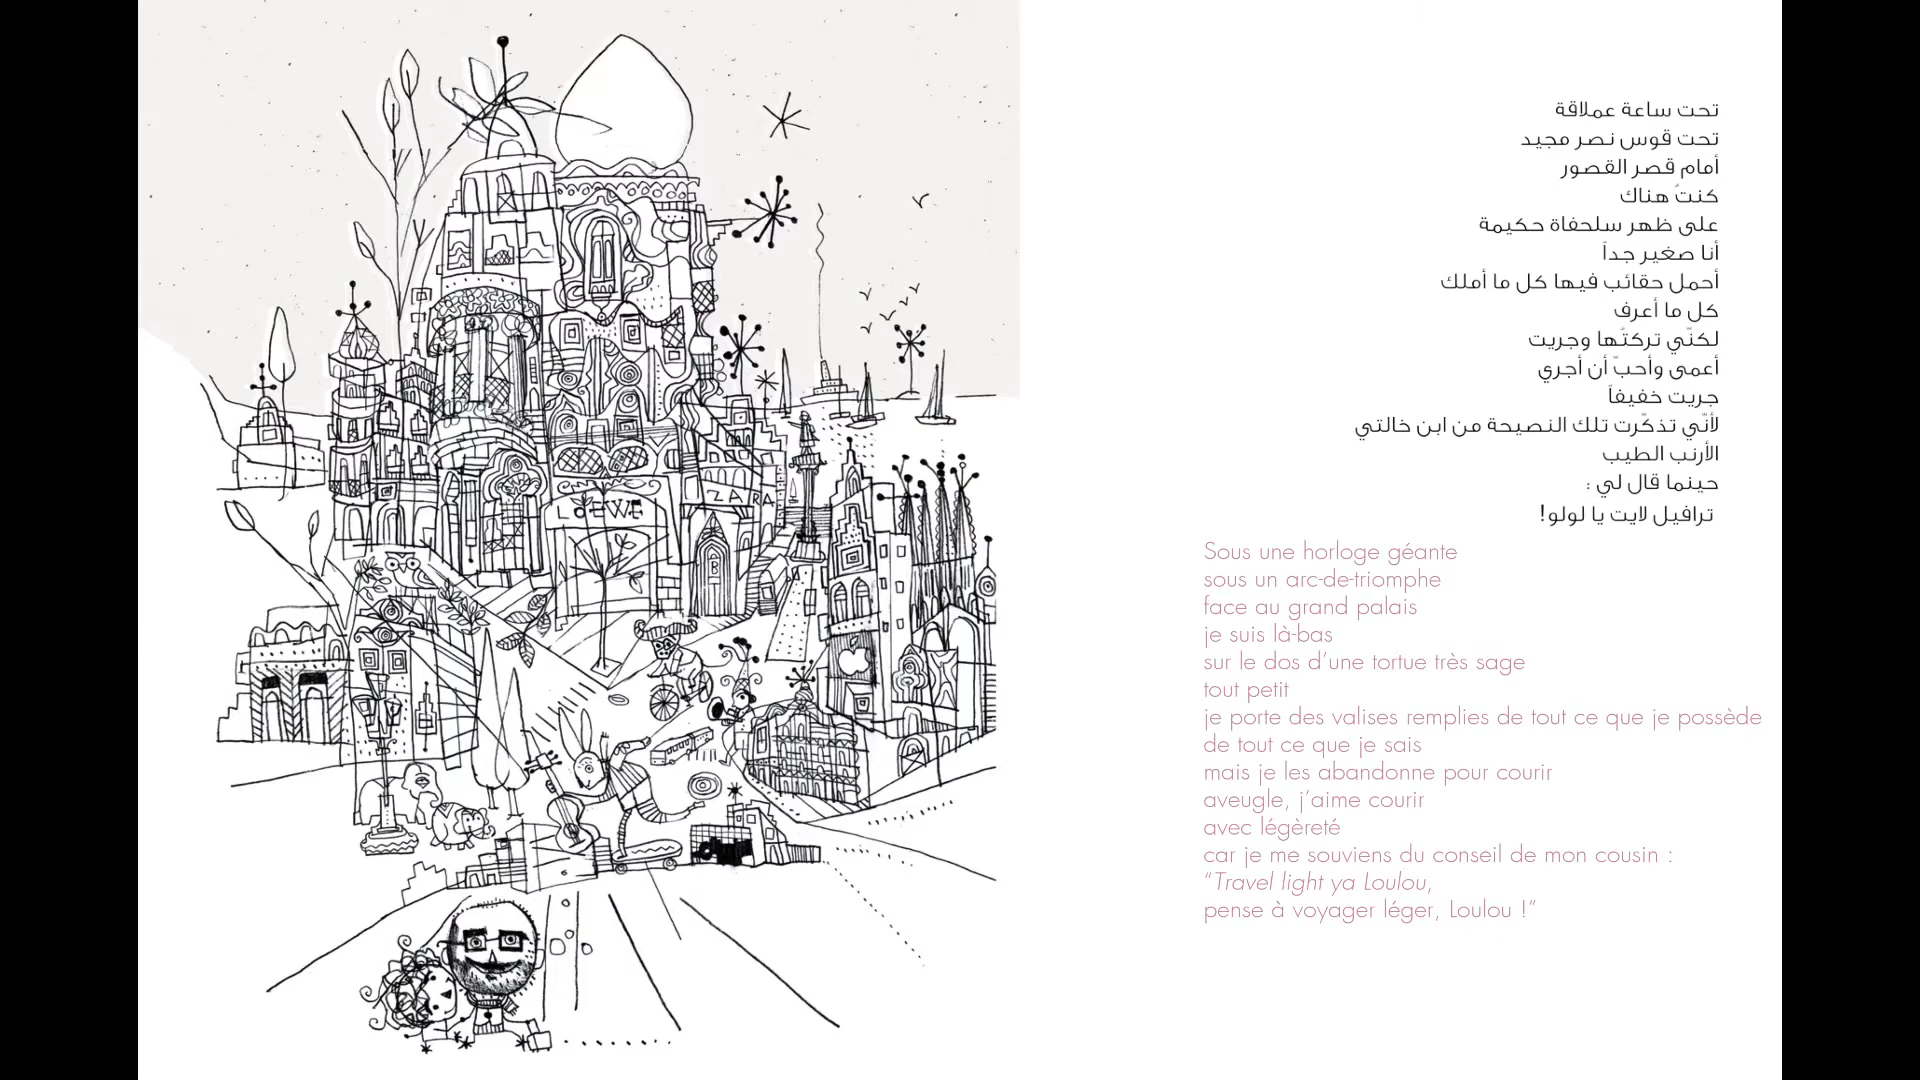 LOEWE
ZARA
B
تحت ساعة عملاقة
تحت قوس نصر مجيد
أمام قصر القصور
كنتُ هناك
على ظهر سلحفاة حكيمة
أنا صغير جداً
أحمل حقائب فيها كل ما أملك
كل ما أعرف
لكنّي تركتُها وجريت
أعمى وأحبّ أن أجري
جريت خفيفاً
لأنّي تذكّرت تلك النصيحة من ابن خالتي
الأرنب الطيب
حينما قال لي :
ترافيل لايت يا لولو!
Sous une horloge géante
sous un arc-de-triomphe
face au grand palais
je suis là-bas
sur le dos d’une tortue très sage
tout petit
je porte des valises remplies de tout ce que je possède
de tout ce que je sais
mais je les abandonne pour courir
aveugle, j’aime courir
avec légèreté
car je me souviens du conseil de mon cousin :
“Travel light ya Loulou,
pense à voyager léger, Loulou !”